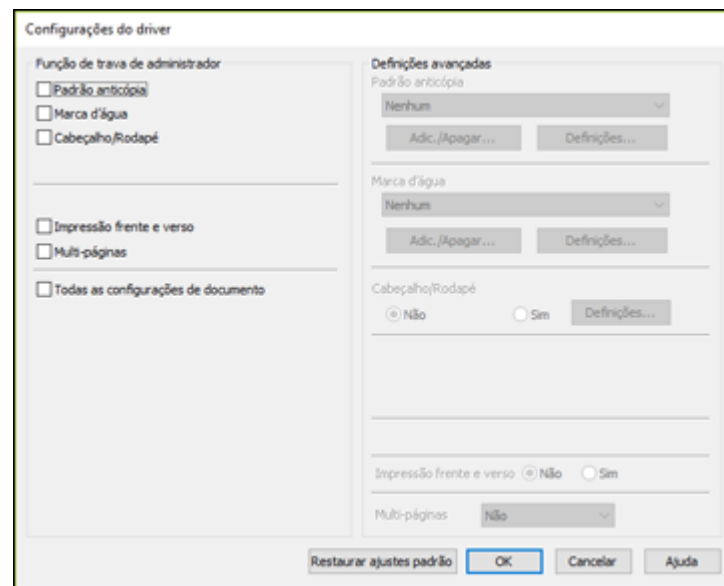 Configurações do driver
Função de trava de administrador
Padrão anticópia
Marca d'água
Cabeçalho/Rodapé
Impressão frente e verso
Multi-páginas
Todas as configurações de documento
Definições avançadas
Padrão anticópia
Nenhum
Adic./Apagar... Definições...
Marca d'água
Nenhum
Adic./Apagar... Definições...
Cabeçalho/Rodapé
Não Sim Definições...
Impressão frente e verso Não Sim
Multi-páginas Não
Restaurar ajustes padrão OK Cancelar Ajuda